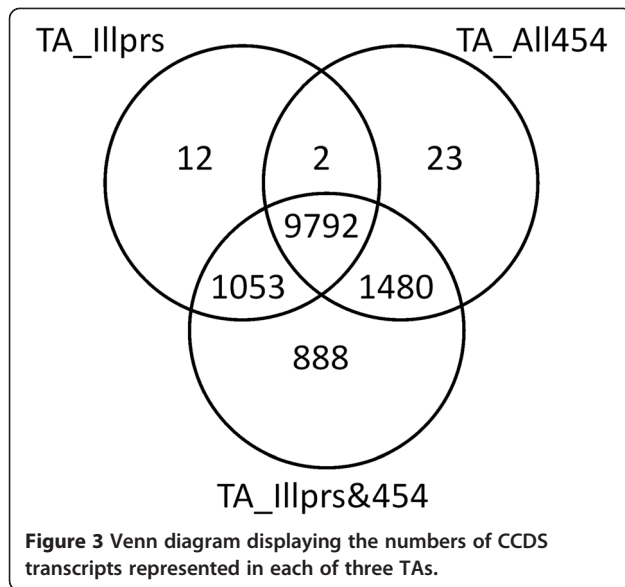 TA_Illprs TA_All454
12 2 23
9792
1053 1480
888
TA_Illprs&454
Figure 3 Venn diagram displaying the numbers of CCDS
transcripts represented in each of three TAs.